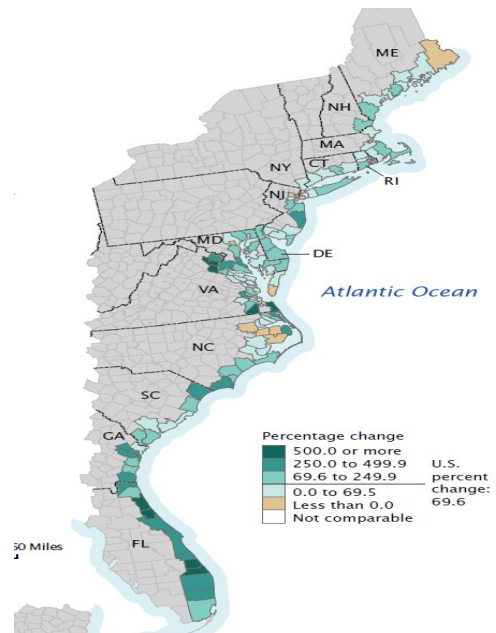 ME
NH
MA
NY
CT
RI
NJ
MD
DE
VA
Atlantic Ocean
NC
SC
GA
Percentage change
500.0 or more
250.0 to 499.9
69.6 to 249.9
0.0 to 69.5
Less than 0.0
Not comparable
U.S.
percent
change:
69.6
FL
50 Miles